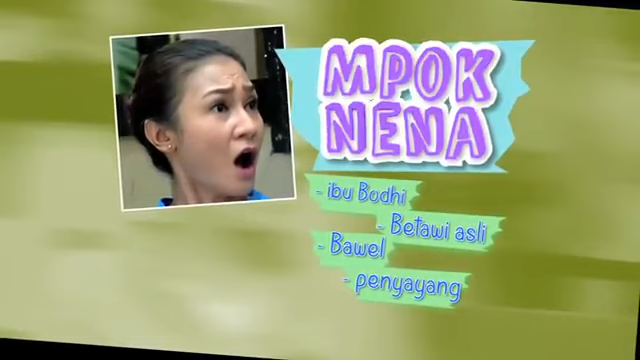 MPOK
NENA
- ibu Bodhi
- Betawi asli
- Bawel
- penyayang